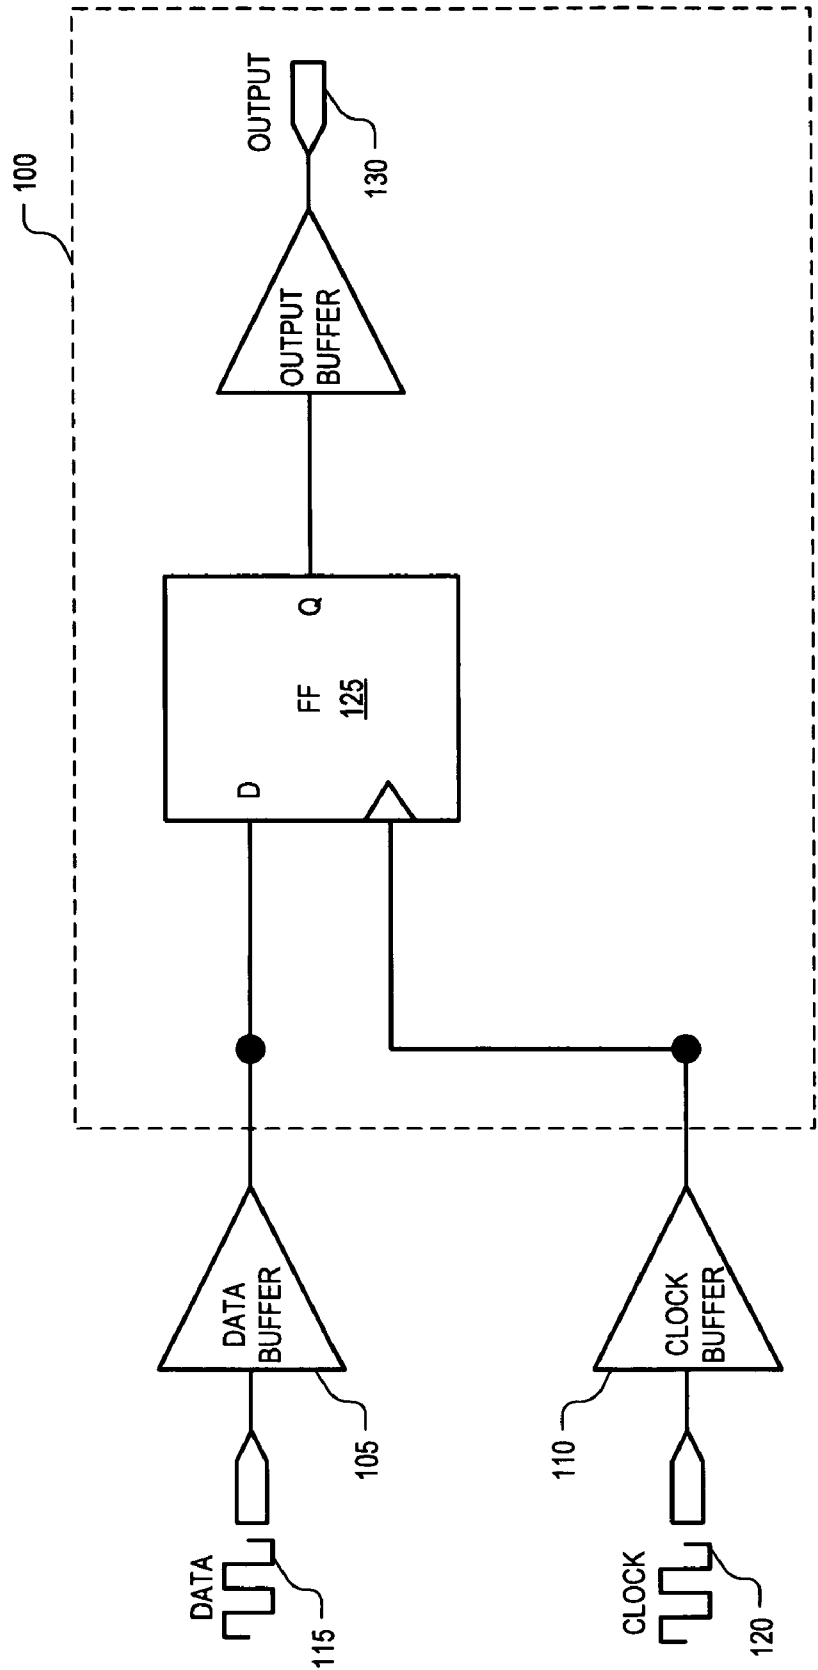 100
DATA
115
DATA
BUFFER
105
D
FF
125
Q
OUTPUT
BUFFER
OUTPUT
130
CLOCK
120
CLOCK
BUFFER
110